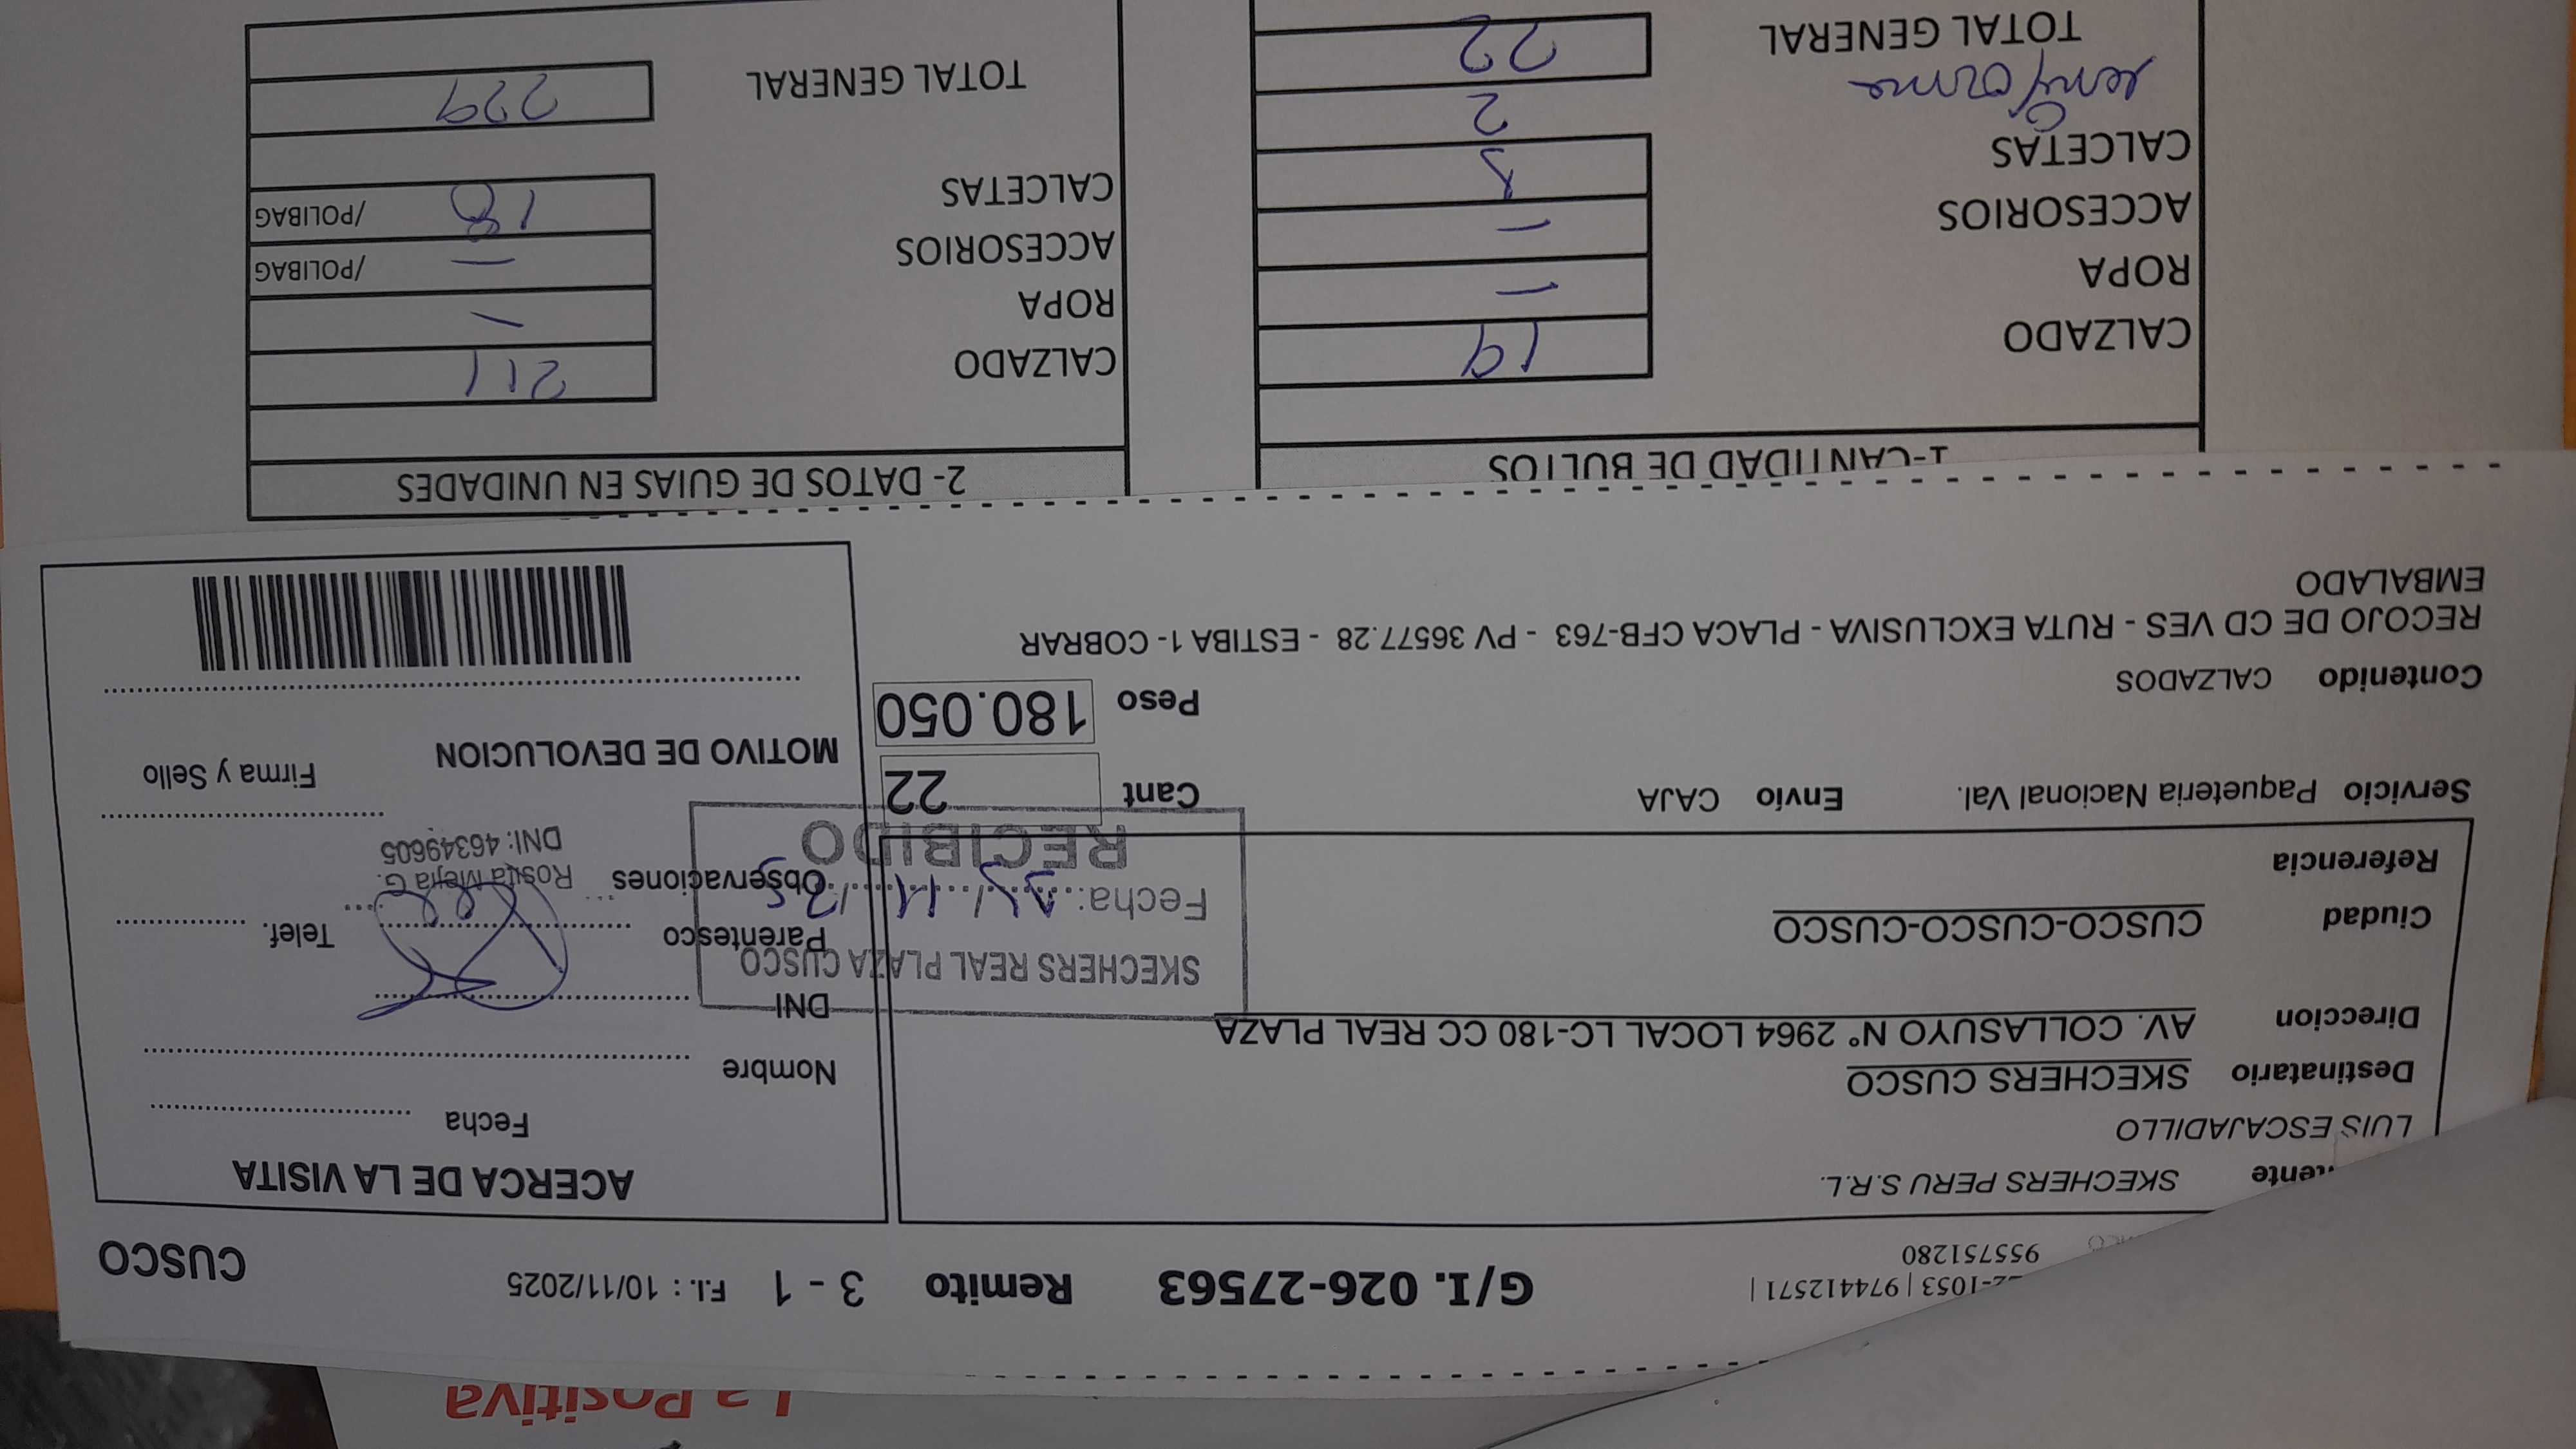 La Positiva
22-1053 | 974412571 |
955751280
G/I. 026-27563 Remito 3 - 1 F.I. : 10/11/2025 CUSCO
SKECHERS PERU S.R.L.
LUIS ESCAJADILLO
Destinatario SKECHERS CUSCO
Direccion AV. COLLASUYO N° 2964 LOCAL LC-180 CC REAL PLAZA
Ciudad CUSCO-CUSCO-CUSCO
Referencia
Servicio Paqueteria Nacional Val. Envío CAJA Cant 22
Contenido CALZADOS Peso 180.050
RECOJO DE CD VES - RUTA EXCLUSIVA - PLACA CFB-763 - PV 36577.28 - ESTIBA 1- COBRAR
EMBALADO
SKECHERS REAL PLAZA CUSCO
Fecha:
RECIBIDO
ACERCA DE LA VISITA
Fecha
Nombre
DNI
Parentesco Telef.
Observaciones
Rosita Mejia G.
DNI: 46349605
MOTIVO DE DEVOLUCION Firma y Sello
1-CANTIDAD DE BULTOS
CALZADO 19
ROPA -
ACCESORIOS -
CALCETAS
2
TOTAL GENERAL 22
2- DATOS DE GUIAS EN UNIDADES
CALZADO 211
ROPA -
ACCESORIOS - /POLIBAG
CALCETAS 18 /POLIBAG
TOTAL GENERAL 229